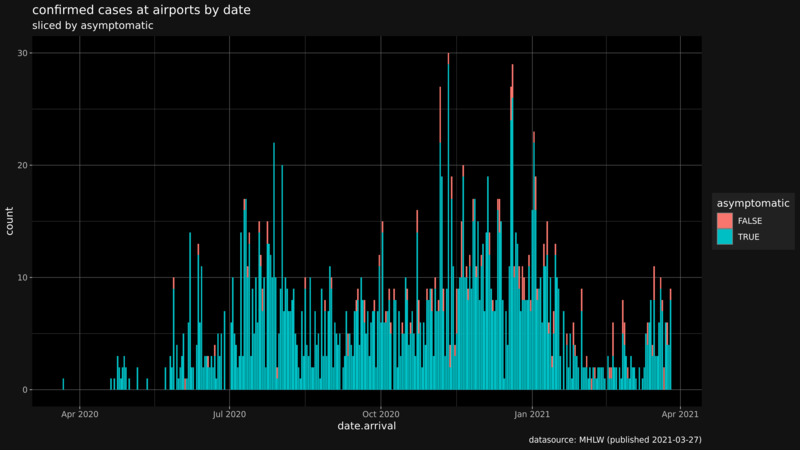 confirmed cases at airports by date
sliced by asymptomatic
30
20
10
0
count
Apr 2020
Jul 2020
Oct 2020
Jan 2021
Apr 2021
date.arrival
asymptomatic
FALSE
TRUE
datasource: MHLW (published 2021-03-27)